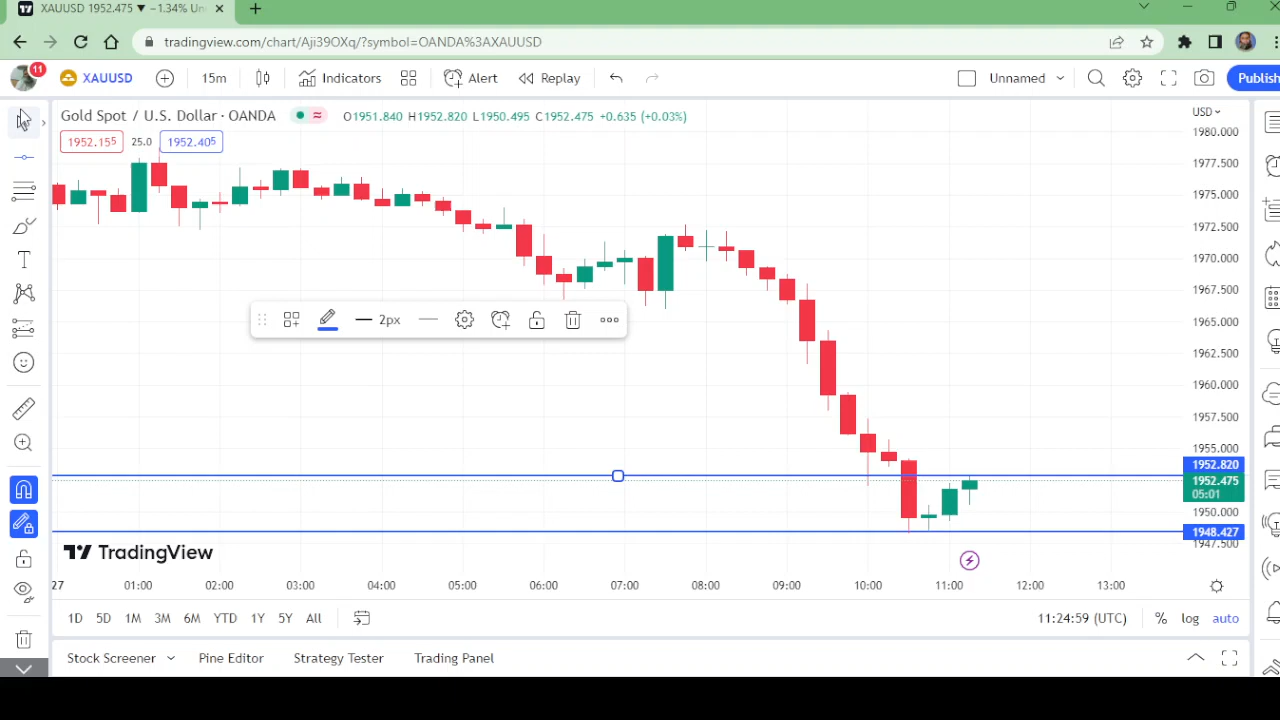 XAUUSD 1952.475 ▼ −1.34% Un
tradingview.com/chart/Aji39OXq/?symbol=OANDA%3AXAUUSD
11
XAUUSD 15m Indicators Alert Replay Unnamed Publish
Gold Spot / U.S. Dollar · OANDA O1951.840 H1952.820 L1950.495 C1952.475 +0.635 (+0.03%)
USD
1952.155 25.0 1952.405
1980.000
1977.500
1975.000
1972.500
1970.000
1967.500
1965.000
1962.500
1960.000
1957.500
1955.000
1952.820
1952.475
05:01
1950.000
1948.427
1947.500
2px
TradingView
27 01:00 02:00 03:00 04:00 05:00 06:00 07:00 08:00 09:00 10:00 11:00 12:00 13:00
1D 5D 1M 3M 6M YTD 1Y 5Y All 11:24:59 (UTC) % log auto
Stock Screener Pine Editor Strategy Tester Trading Panel